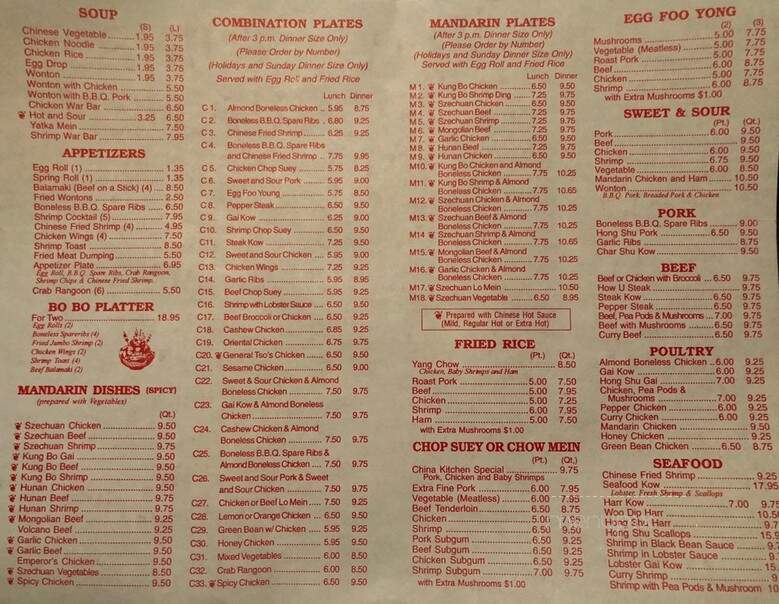 SOUP
(S) (L)
Chinese Vegetable 1.95 3.75
Chicken Noodle 1.95 3.75
Chicken Rice 1.95 3.75
Egg Drop 1.95 3.75
Wonton 1.95 3.75
Wonton with Chicken 5.50
Wonton with B.B.Q. Pork 5.50
Chicken War Bar 6.50
Hot and Sour 3.25 6.50
Yatka Mein 7.50
Shrimp War Bar 7.95
APPETIZERS
Egg Roll (1) 1.35
Spring Roll (1) 1.35
Balamaki (Beef on a Stick) (4) 8.50
Fried Wontons 2.50
Boneless B.B.Q. Spare Ribs 6.50
Shrimp Cocktail (5) 7.95
Chinese Fried Shrimp (4) 4.95
Chicken Wings (4) 7.50
Shrimp Toast 8.50
Fried Meat Dumping 5.50
Appetizer Plate 6.95
Egg Roll, B.B.Q. Spare Ribs, Crab Rangoon,
Shrimp Chips & Chinese Fried Shrimp.
Crab Rangoon (6) 5.50
BO BO PLATTER
For Two 18.95
Egg Rolls (2)
Boneless Spareribs (4)
Fried Jumbo Shrimp (2)
Chicken Wings (2)
Shrimp Toast (4)
Beef Balamaki (2)
MANDARIN DISHES (SPICY)
(prepared with Vegetables)
(Qt.)
Szechuan Chicken 9.50
Szechuan Beef 9.50
Szechuan Shrimp 9.75
Kung Bo Gai 9.50
Kung Bo Beef 9.50
Kung Bo Shrimp 9.75
Hunan Chicken 9.50
Hunan Beef 9.75
Hunan Shrimp 9.75
Mongolian Beef 9.25
Volcano Beef 9.25
Garlic Chicken 9.50
Garlic Beef 9.50
Emperor's Chicken 9.50
Szechuan Vegetables 8.50
Spicy Chicken 9.50
COMBINATION PLATES
(After 3 p.m. Dinner Size Only)
(Please Order by Number)
(Holidays and Sunday Dinner Size Only)
Served with Egg Roll and Fried Rice
Lunch Dinner
C 1. Almond Boneless Chicken 5.95 8.75
C 2. Boneless B.B.Q. Spare Ribs 6.80 9.25
C 3. Chinese Fried Shrimp 6.25 9.25
C 4. Boneless B.B.Q. Spare Ribs
and Chinese Fried Shrimp 7.75 9.95
C 5. Chicken Chop Suey 5.75 8.25
C 6. Sweet and Sour Pork 5.95 9.00
C 7. Egg Foo Young 5.75 8.50
C 8. Pepper Steak 6.50 9.50
C 9. Gai Kow 6.25 9.00
C10. Shrimp Chop Suey 6.50 9.50
C11. Steak Kow 7.25 9.50
C12. Sweet and Sour Chicken 5.95 9.00
C13. Chicken Wings 7.25 9.25
C14. Garlic Ribs 5.95 8.95
C15. Beef Chop Suey 5.95 9.25
C16. Shrimp with Lobster Sauce 6.50 9.50
C17. Beef Broccoli or Chicken 6.50 9.50
C18. Cashew Chicken 6.85 9.25
C19. Oriental Chicken 6.75 9.75
C20. General Tso's Chicken 6.50 9.50
C21. Sesame Chicken 6.50 9.00
C22. Sweet & Sour Chicken & Almond
Boneless Chicken 7.50 9.75
C23. Gai Kow & Almond Boneless
Chicken 7.50 9.75
C24. Cashew Chicken & Almond
Boneless Chicken 7.50 9.75
C25. Boneless B.B.Q. Spare Ribs &
Almond Boneless Chicken 7.50 9.75
C26. Sweet and Sour Pork & Sweet
and Sour Chicken 7.50 9.75
C27. Chicken or Beef Lo Mein 7.50 9.25
C28. Lemon or Orange Chicken 6.50 9.50
C29. Green Bean w/ Chicken 5.95 9.25
C30. Honey Chicken 5.95 9.50
C31. Mixed Vegetables 6.00 8.50
C32. Crab Rangoon 6.00 8.50
C33. Spicy Chicken 6.50 9.50
MANDARIN PLATES
(After 3 p.m. Dinner Size Only)
(Please Order by Number)
(Holidays and Sunday Dinner Size Only)
Served with Egg Roll and Fried Rice
Lunch Dinner
M 1. Kung Bo Chicken 6.50 9.50
M 2. Kung Bo Shrimp Ding 7.25 9.75
M 3. Szechuan Chicken 6.50 9.50
M 4. Szechuan Beef 7.25 9.75
M 5. Szechuan Shrimp 7.25 9.75
M 6. Mongolian Beef 7.25 9.75
M 7. Garlic Chicken 6.50 9.50
M 8. Hunan Beef 7.25 9.75
M 9. Hunan Chicken 6.50 9.50
M10. Kung Bo Chicken and Almond
Boneless Chicken 7.75 10.25
M11. Kung Bo Shrimp & Almond
Boneless Chicken 7.75 10.65
M12. Szechuan Chicken & Almond
Boneless Chicken 7.75 10.25
M13. Szechuan Beef & Almond
Boneless Chicken 7.75 10.25
M14 Szechuan Shrimp & Almond
Boneless Chicken 7.75 10.65
M15. Mongolian Beef & Almond
Boneless Chicken 7.75 10.25
M16. Garlic Chicken & Almond
Boneless Chicken 7.75 10.25
M17. Szechuan Lo Mein 10.50
M18. Szechuan Vegetable 6.50 8.95
Prepared with Chinese Hot Sauce
(Mild, Regular Hot or Extra Hot)
FRIED RICE
(Pt.) (Qt.)
Yang Chow 8.50
Chicken, Baby Shrimps and Ham
Roast Pork 5.00 7.50
Beef 5.00 7.95
Chicken 5.00 7.25
Shrimp 6.00 7.95
Ham 5.00 7.50
with Extra Mushrooms $1.00
CHOP SUEY OR CHOW MEIN
(Pt.) (Qt.)
China Kitchen Special 9.75
Pork, Chicken and Baby Shrimps
Extra Fine Pork 6.00 7.95
Vegetable (Meatless) 6.00 7.95
Beef Tenderloin 6.50 8.75
Chicken 5.00
Shrimp 6.50 9.50
Pork Subgum 6.50 9.25
Beef Subgum 6.50 9.25
Chicken Subgum 6.50 9.25
Shrimp Subgum 7.00 9.75
with Extra Mushrooms $1.00
EGG FOO YONG
(2) (3)
Mushrooms 5.00 7.75
Vegetable (Meatless) 5.00 7.75
Roast Pork 5.00 7.75
Beef 6.00 8.75
Chicken 5.00 7.75
Shrimp 6.00 8.75
with Extra Mushrooms $1.00
SWEET & SOUR
(Pt.) (Qt.)
Pork 6.00 9.50
Beef 9.50
Chicken 6.00 9.50
Shrimp 6.75 9.50
Vegetable 6.00 8.50
Mandarin Chicken and Ham 10.50
Wonton 10.50
B.B.Q. Pork, Breaded Pork & Chicken
PORK
Boneless B.B.Q. Spare Ribs 9.00
Hong Shu Pork 6.50 9.50
Garlic Ribs 8.75
Char Shu Kow 9.50
BEEF
Beef or Chicken with Broccoli 6.50 9.75
How U Steak 9.75
Steak Kow 6.50 9.75
Pepper Steak 6.50 9.75
Beef, Pea Pods & Mushrooms 7.00 9.75
Beef with Mushrooms 6.50 9.75
Curry Beef 6.50 9.75
POULTRY
Almond Boneless Chicken 6.00 9.25
Gai Kow 6.00 9.25
Hong Shu Gai 7.00 9.25
Chicken, Pea Pods &
Mushrooms 7.00 9.25
Pepper Chicken 6.00 9.25
Curry Chicken 6.00 9.25
Mandarin Chicken 9.50
Honey Chicken 9.25
Green Bean Chicken 6.50 8.75
SEAFOOD
Chinese Fried Shrimp 9.25
Seafood Kow 17.95
Lobster, Fresh Shrimp & Scallops
Harr Kow 7.00 9.75
Woo Dip Harr
Hong Shu Harr
Hong Shu Scallops
Shrimp in Black Bean Sauce
Shrimp in Lobster Sauce
Lobster Gai Kow
Curry Shrimp
Shrimp with Pea Pods & Mushroom